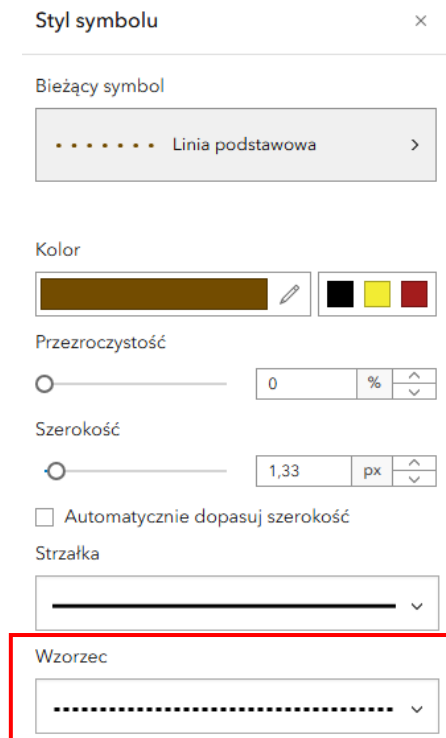 Styl symbolu
Bieżący symbol
Linia podstawowa
Kolor
Przezroczystość
0 %
Szerokość
1,33 px
Automatycznie dopasuj szerokość
Strzałka
Wzorzec